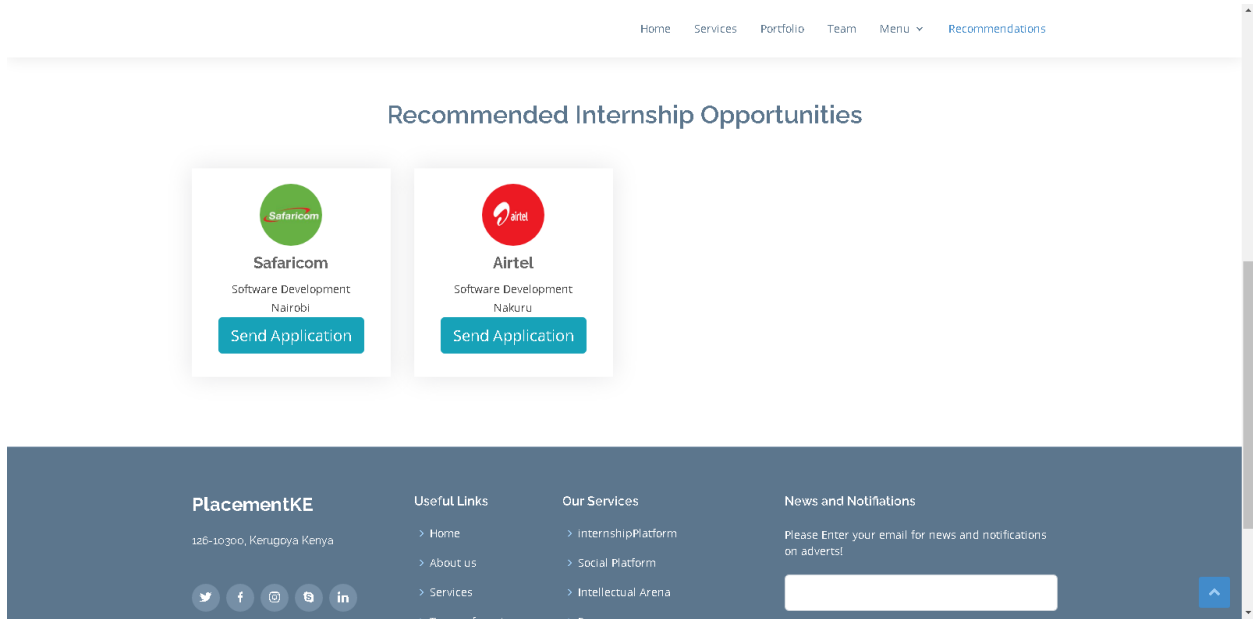 Home Services Portfolio Team Menu Recommendations
Recommended Internship Opportunities
Safaricom
Safaricom
Software Development
Nairobi
Send Application
airtel
Airtel
Software Development
Nakuru
Send Application
PlacementKE
126-10300, Kerugoya Kenya
Useful Links
Home
About us
Services
Our Services
internshipPlatform
Social Platform
Intellectual Arena
News and Notifiations
Please Enter your email for news and notifications
on adverts!